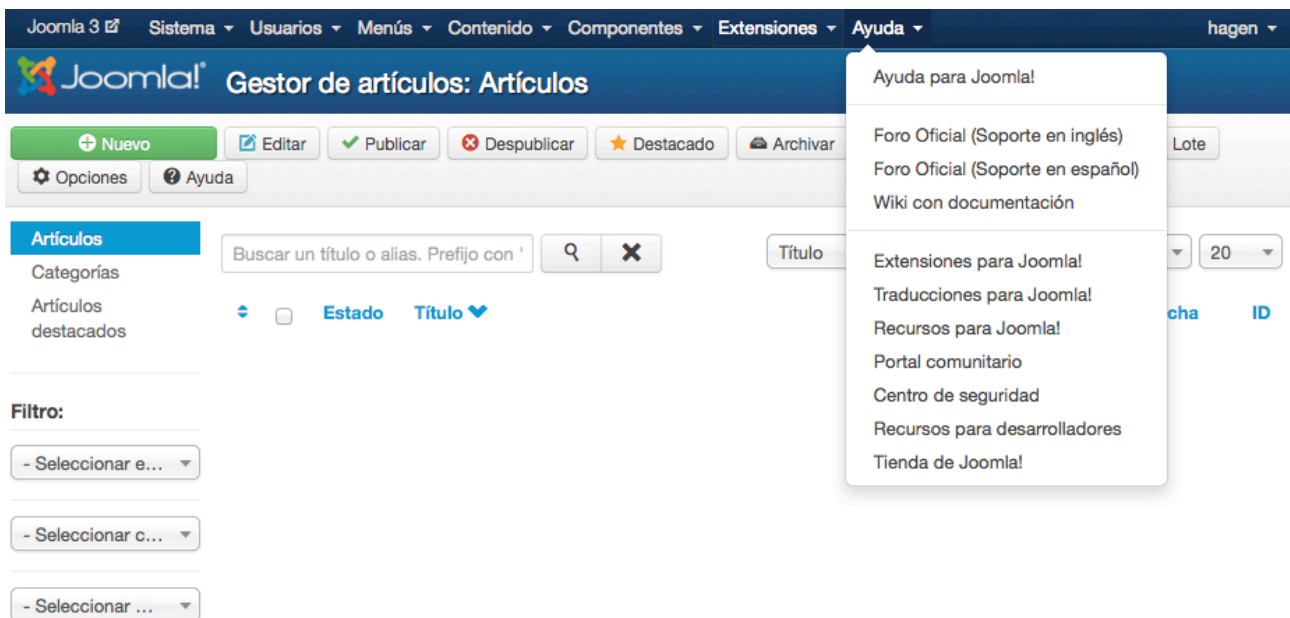 Joomla 3 Sistema Usuarios Menús Contenido Componentes Extensiones Ayuda hagen
Joomla!® Gestor de artículos: Artículos
Nuevo Editar Publicar Despublicar Destacado Archivar Lote
Opciones Ayuda
Ayuda para Joomla!
Foro Oficial (Soporte en inglés)
Foro Oficial (Soporte en español)
Wiki con documentación
Extensiones para Joomla!
Traducciones para Joomla!
Recursos para Joomla!
Portal comunitario
Centro de seguridad
Recursos para desarrolladores
Tienda de Joomla!
Artículos
Categorías
Artículos
destacados
Buscar un título o alias. Prefijo con ' Título 20
Estado Título cha ID
Filtro:
- Seleccionar e...
- Seleccionar c...
- Seleccionar ...